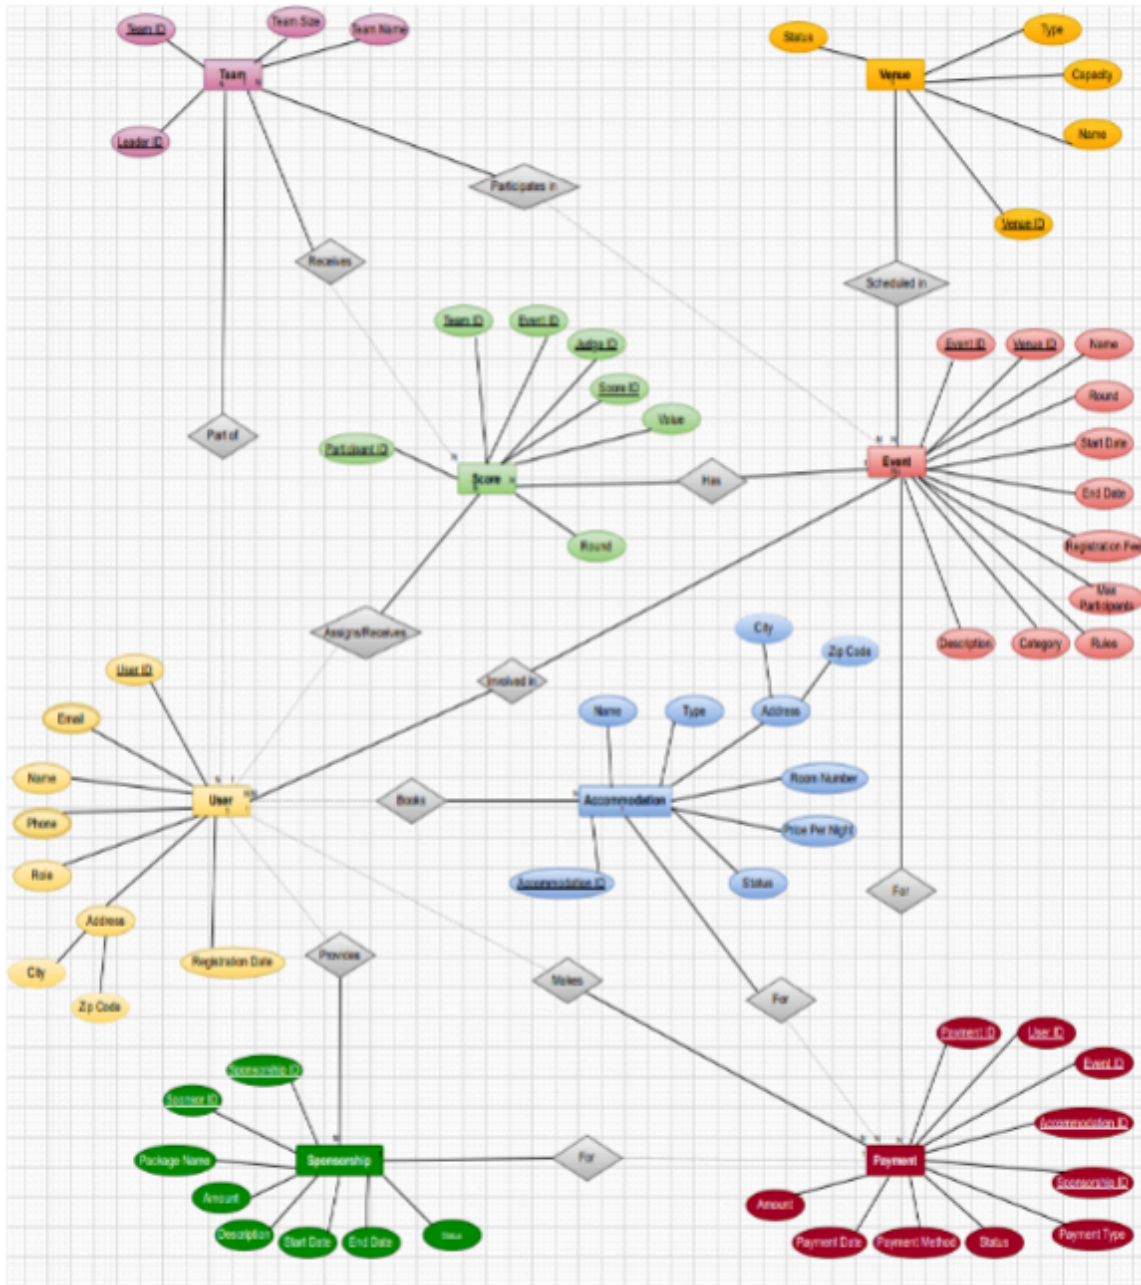 Team ID
Team Size
Team Name
Team
N
N
Leader ID
Status
Type
Venue
Capacity
Name
Venue ID
Participates in
Receives
Scheduled in
Team ID
Event ID
Judge ID
Score ID
Value
Participant ID
Part of
N
Score
N
Has
Round
Event ID
Venue ID
Name
Round
N
N
Start Date
Event
End Date
Registration Fee
Max
Participants
Description
Category
Rules
Assigns/Receives
Involved in
City
Zip Code
User ID
Email
Name
Type
Address
Name
N
User
Books
N
Accommodation
Room Number
Phone
Price Per Night
Role
Accommodation ID
Status
For
Address
City
Registration Date
Zip Code
Provides
Makes
For
Payment ID
User ID
Event ID
Sponsorship ID
Sponsor ID
Accommodation ID
N
N
N
N
Package Name
Sponsorship
For
Payment
Sponsorship ID
Amount
Amount
Description
Start Date
End Date
Status
Payment Date
Payment Method
Status
Payment Type